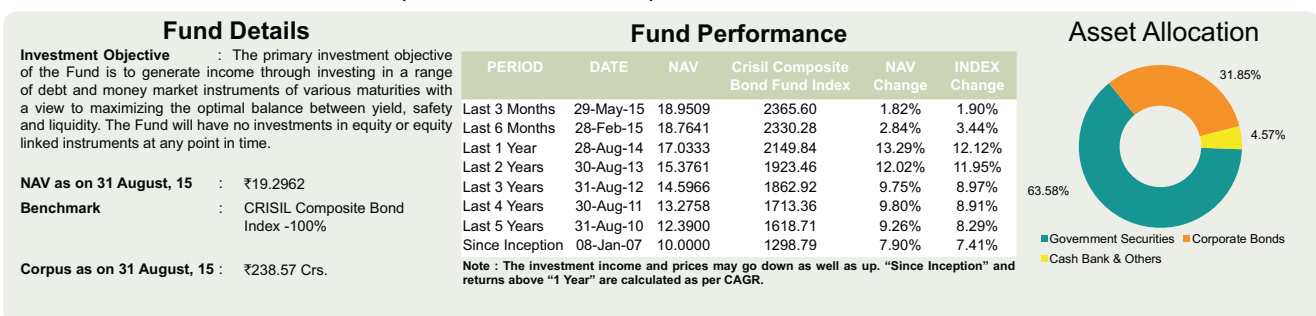 Fund Details
Investment Objective : The primary investment objective
of the Fund is to generate income through investing in a range
of debt and money market instruments of various maturities with
a view to maximizing the optimal balance between yield, safety
and liquidity. The Fund will have no investments in equity or equity
linked instruments at any point in time.
NAV as on 31 August, 15 : ₹19.2962
Benchmark : CRISIL Composite Bond
Index -100%
Corpus as on 31 August, 15 : ₹238.57 Crs.
Fund Performance
PERIOD DATE NAV Crisil Composite NAV INDEX
Bond Fund Index Change Change
Last 3 Months 29-May-15 18.9509 2365.60 1.82% 1.90%
Last 6 Months 28-Feb-15 18.7641 2330.28 2.84% 3.44%
Last 1 Year 28-Aug-14 17.0333 2149.84 13.29% 12.12%
Last 2 Years 30-Aug-13 15.3761 1923.46 12.02% 11.95%
Last 3 Years 31-Aug-12 14.5966 1862.92 9.75% 8.97%
Last 4 Years 30-Aug-11 13.2758 1713.36 9.80% 8.91%
Last 5 Years 31-Aug-10 12.3900 1618.71 9.26% 8.29%
Since Inception 08-Jan-07 10.0000 1298.79 7.90% 7.41%
Note : The investment income and prices may go down as well as up. “Since Inception” and
returns above “1 Year” are calculated as per CAGR.
Asset Allocation
31.85%
4.57%
63.58%
Government Securities Corporate Bonds
Cash Bank & Others